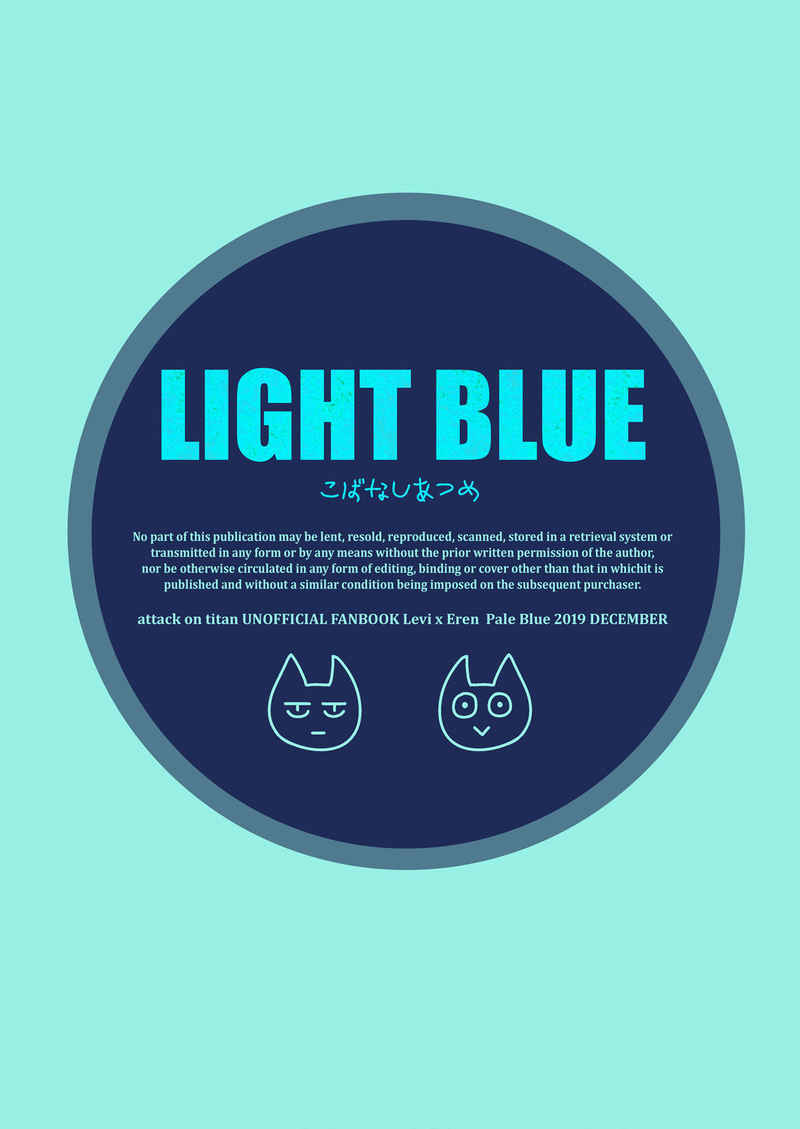 LIGHT BLUE
こばなしあつめ
No part of this publication may be lent, resold, reproduced, scanned, stored in a retrieval system or
transmitted in any form or by any means without the prior written permission of the author,
nor be otherwise circulated in any form of editing, binding or cover other than that in whichit is
published and without a similar condition being imposed on the subsequent purchaser.
attack on titan UNOFFICIAL FANBOOK Levi x Eren Pale Blue 2019 DECEMBER